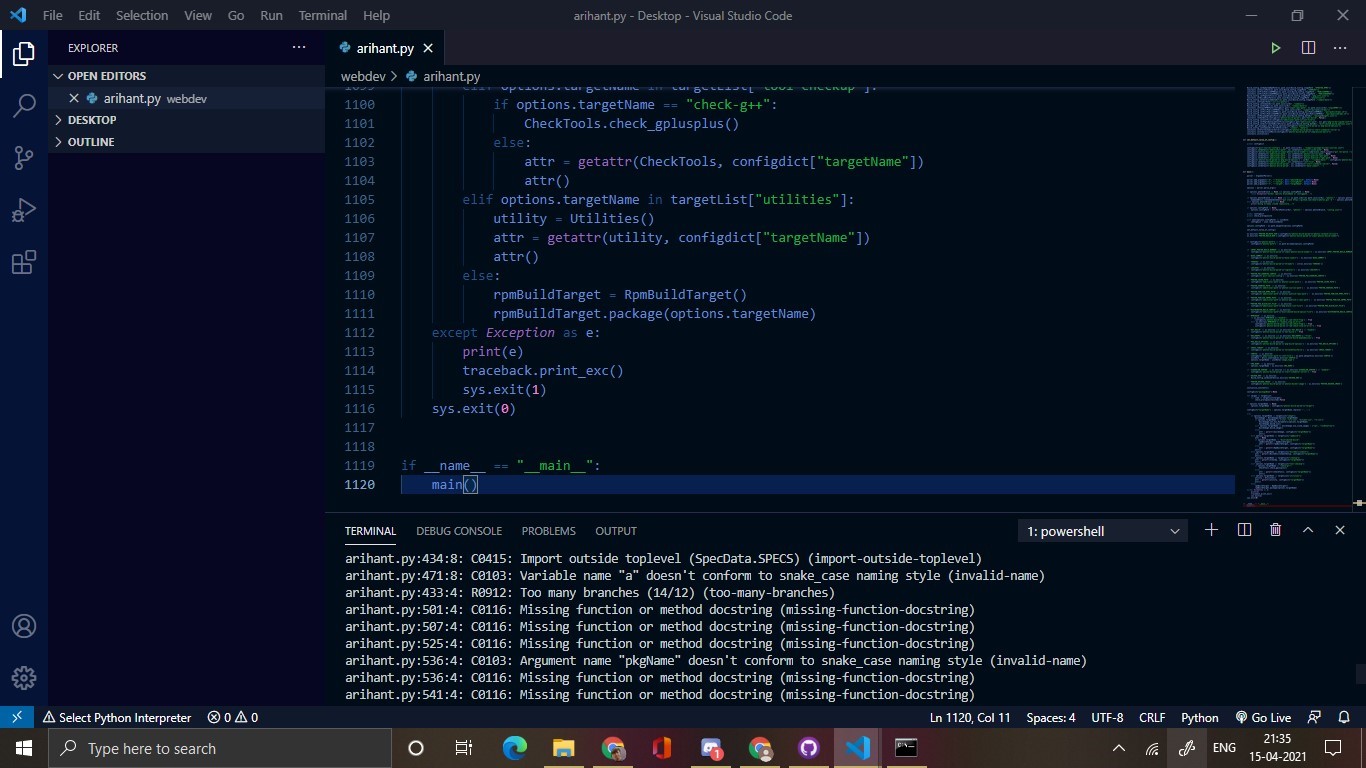 File Edit Selection View Go Run Terminal Help
arihant.py - Desktop - Visual Studio Code
EXPLORER
OPEN EDITORS
arihant.py webdev
DESKTOP
OUTLINE
arihant.py
webdev > arihant.py
1099 elif options.targetName in targetList["tool-checkup"]:
1100 if options.targetName == "check-g++":
1101 CheckTools.check_gplusplus()
1102 else:
1103 attr = getattr(CheckTools, configdict["targetName"])
1104 attr()
1105 elif options.targetName in targetList["utilities"]:
1106 utility = Utilities()
1107 attr = getattr(utility, configdict["targetName"])
1108 attr()
1109 else:
1110 rpmBuildTarget = RpmBuildTarget()
1111 rpmBuildTarget.package(options.targetName)
1112 except Exception as e:
1113 print(e)
1114 traceback.print_exc()
1115 sys.exit(1)
1116 sys.exit(0)
1117
1118
1119 if __name__ == "__main__":
1120 main()
TERMINAL DEBUG CONSOLE PROBLEMS OUTPUT
1: powershell
arihant.py:434:8: C0415: Import outside toplevel (SpecData.SPECS) (import-outside-toplevel)
arihant.py:471:8: C0103: Variable name "a" doesn't conform to snake_case naming style (invalid-name)
arihant.py:433:4: R0912: Too many branches (14/12) (too-many-branches)
arihant.py:501:4: C0116: Missing function or method docstring (missing-function-docstring)
arihant.py:507:4: C0116: Missing function or method docstring (missing-function-docstring)
arihant.py:525:4: C0116: Missing function or method docstring (missing-function-docstring)
arihant.py:536:4: C0103: Argument name "pkgName" doesn't conform to snake_case naming style (invalid-name)
arihant.py:536:4: C0116: Missing function or method docstring (missing-function-docstring)
arihant.py:541:4: C0116: Missing function or method docstring (missing-function-docstring)
Select Python Interpreter 0 0
Ln 1120, Col 11 Spaces: 4 UTF-8 CRLF Python Go Live
Type here to search
1
ENG
21:35
15-04-2021